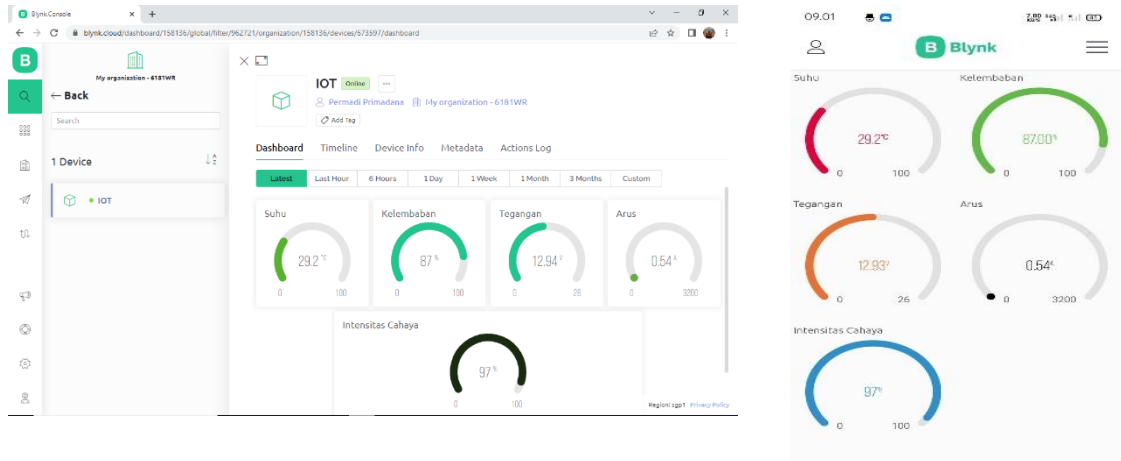 Blynk.Console
blynk.cloud/dashboard/158136/global/filter/962721/organization/158136/devices/673597/dashboard
B
My organization - 6181WR
← Back
Search
1 Device
IOT
IOT Online ...
Permadi Primadana My organization - 6181WR
Add Tag
Dashboard Timeline Device Info Metadata Actions Log
Latest Last Hour 6 Hours 1 Day 1 Week 1 Month 3 Months Custom
Suhu Kelembaban Tegangan Arus
29.2 °C 87 % 12.94 V 0.54 A
0 100 0 100 0 26 0 3200
Intensitas Cahaya
97 %
0 100
Region: sgp1 Privacy Policy
09.01
B Blynk
Suhu Kelembaban
29.2°C 87.00%
0 100 0 100
Tegangan Arus
12.93V 0.54A
0 26 0 3200
Intensitas Cahaya
97%
0 100